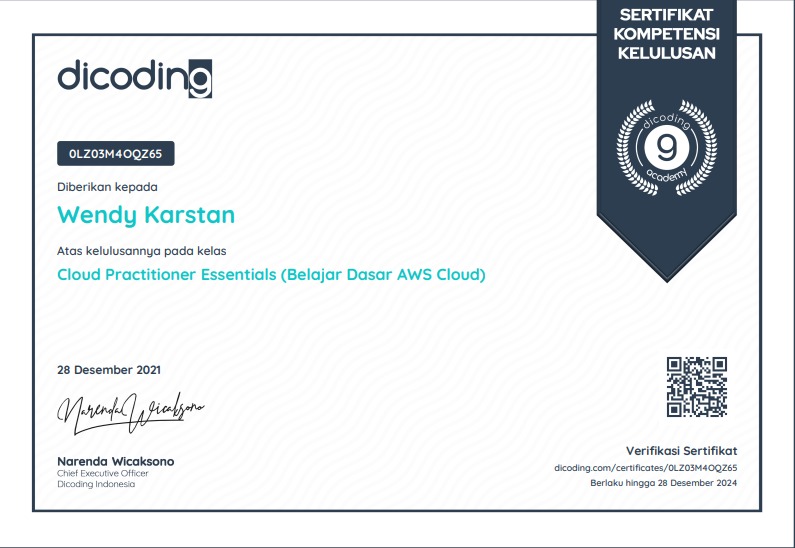 SERTIFIKAT
KOMPETENSI
KELULUSAN
dicoding
dicoding
9
academy
0LZ03M4OQZ65
Diberikan kepada
Wendy Karstan
Atas kelulusannya pada kelas
Cloud Practitioner Essentials (Belajar Dasar AWS Cloud)
28 Desember 2021
Narenda Wicaksono
Narenda Wicaksono
Chief Executive Officer
Dicoding Indonesia
Verifikasi Sertifikat
dicoding.com/certificates/0LZ03M4OQZ65
Berlaku hingga 28 Desember 2024